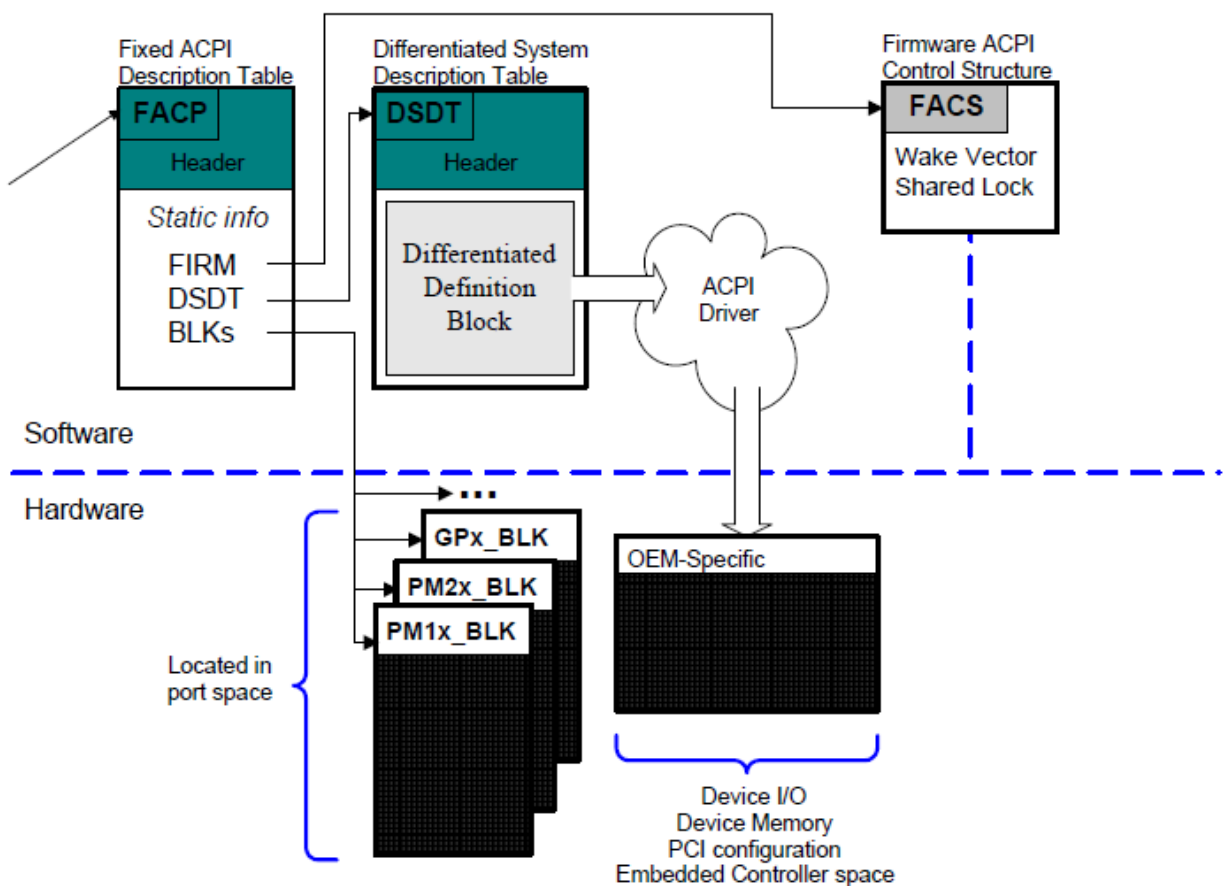 Fixed ACPI
Description Table
FACP
Header
Static info
FIRM
DSDT
BLKs
Differentiated System
Description Table
DSDT
Header
Differentiated
Definition
Block
ACPI
Driver
Firmware ACPI
Control Structure
FACS
Wake Vector
Shared Lock
Software
Hardware
...
GPx_BLK
PM2x_BLK
PM1x_BLK
Located in
port space
OEM-Specific
Device I/O
Device Memory
PCI configuration
Embedded Controller space